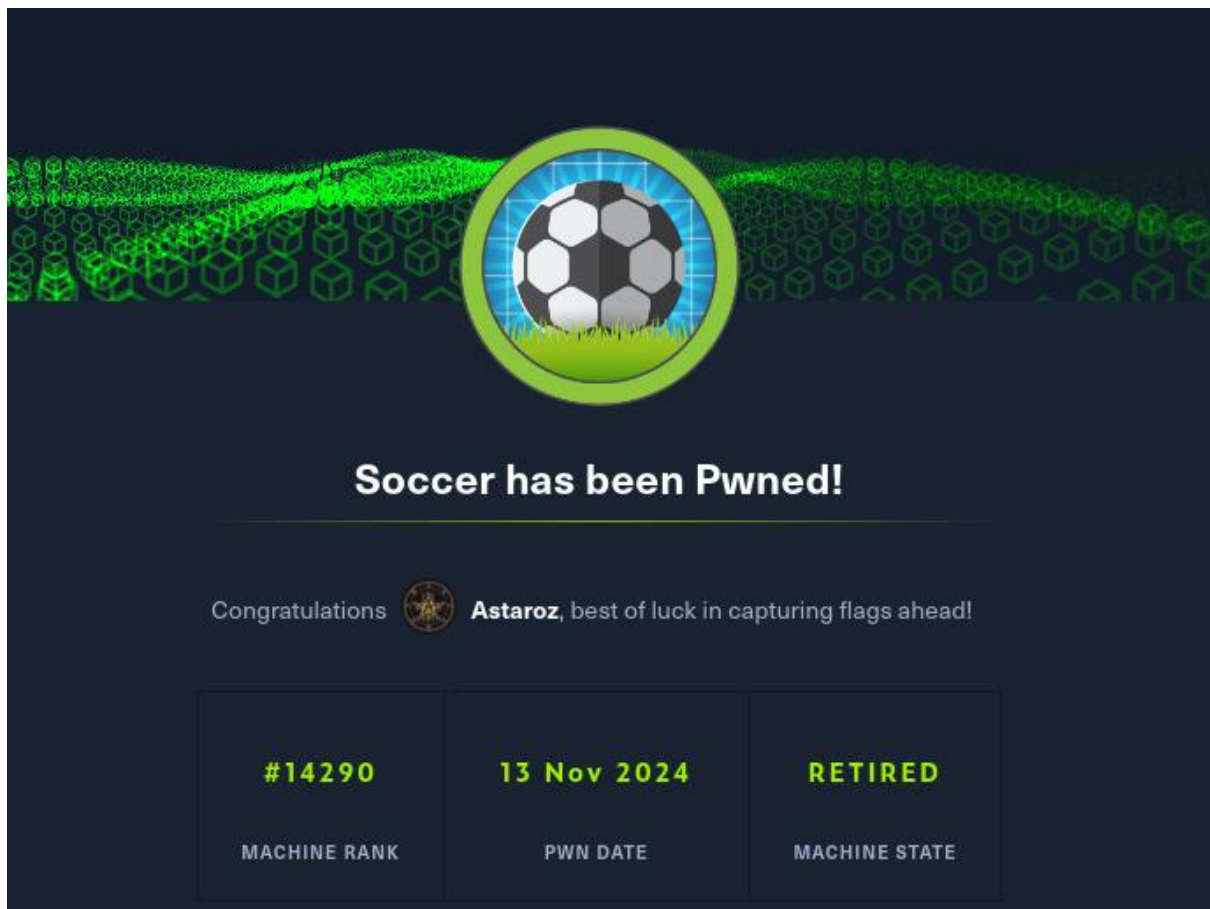 Soccer has been Pwned!
Congratulations Astaroz, best of luck in capturing flags ahead!
#14290 13 Nov 2024 RETIRED
MACHINE RANK PWN DATE MACHINE STATE